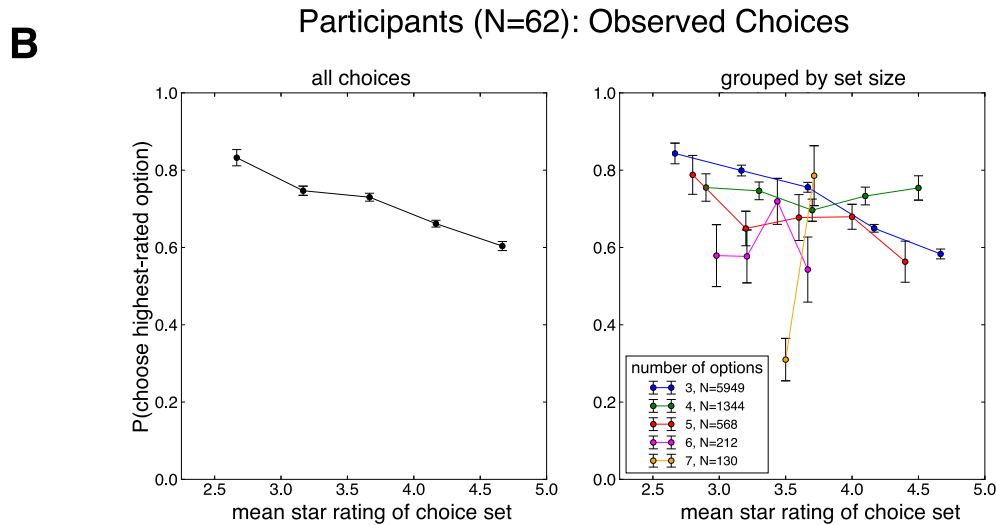 B
Participants (N=62): Observed Choices
all choices
P(choose highest-rated option)
1.0
0.8
0.6
0.4
0.2
0.0
2.5 3.0 3.5 4.0 4.5 5.0
mean star rating of choice set
grouped by set size
1.0
0.8
0.6
0.4
0.2
0.0
number of options
3, N=5949
4, N=1344
5, N=568
6, N=212
7, N=130
2.5 3.0 3.5 4.0 4.5 5.0
mean star rating of choice set